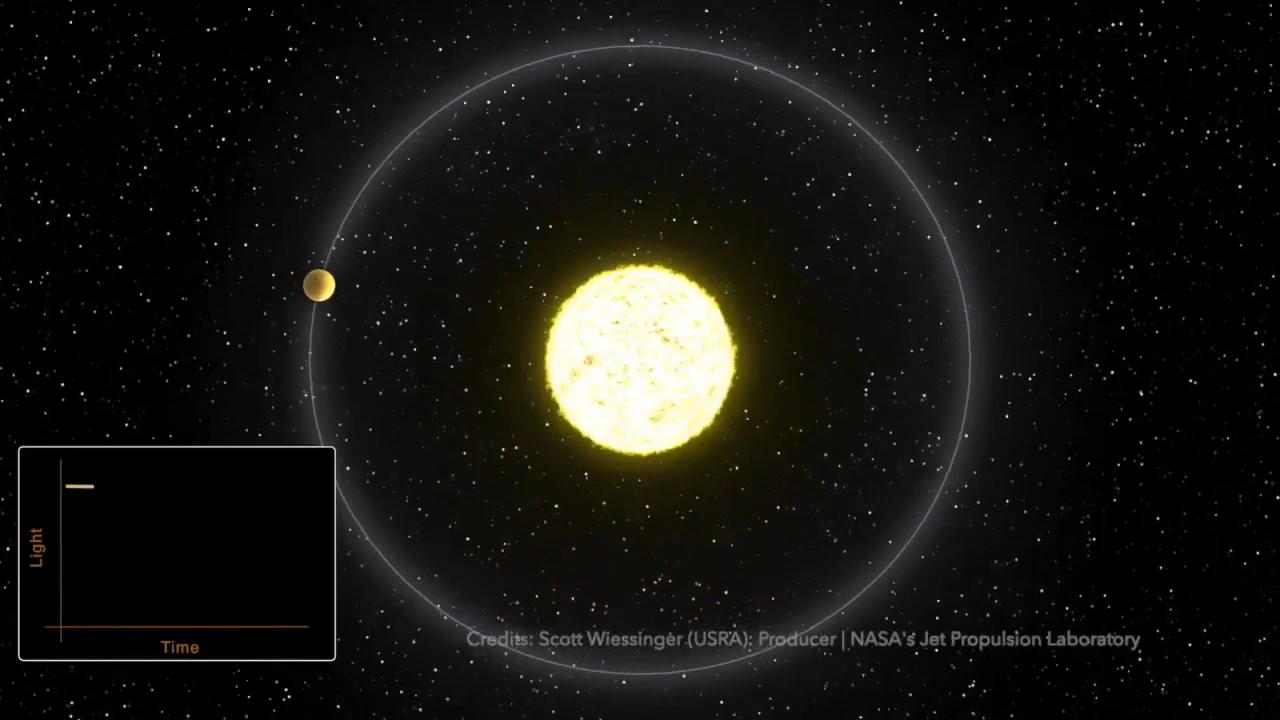 Light
Time
Credits: Scott Wiessinger (USRA): Producer | NASA's Jet Propulsion Laboratory